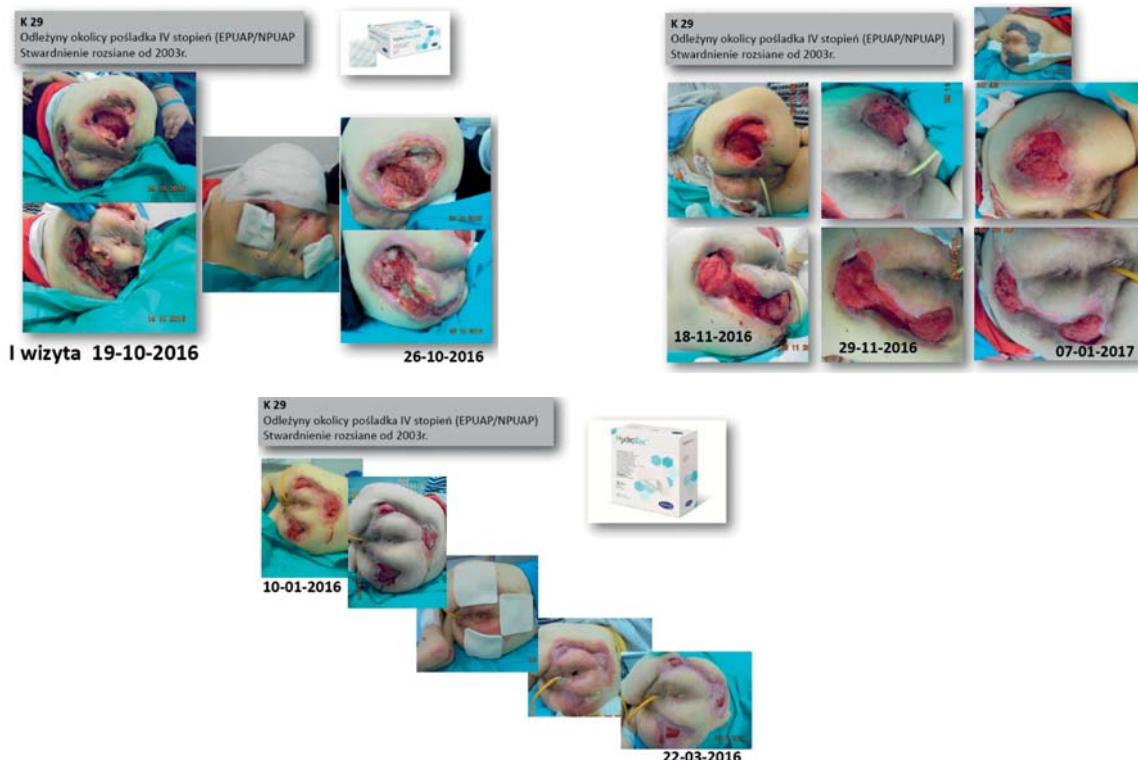 K 29
Odleżyny okolicy pośladka IV stopień (EPUAP/NPUAP
Stwardnienie rozsiane od 2003r.
I wizyta 19-10-2016
26-10-2016
K 29
Odleżyny okolicy pośladka IV stopień (EPUAP/NPUAP)
Stwardnienie rozsiane od 2003r.
18-11-2016
29-11-2016
07-01-2017
K 29
Odleżyny okolicy pośladka IV stopień (EPUAP/NPUAP)
Stwardnienie rozsiane od 2003r.
HydroTac
10-01-2016
22-03-2016